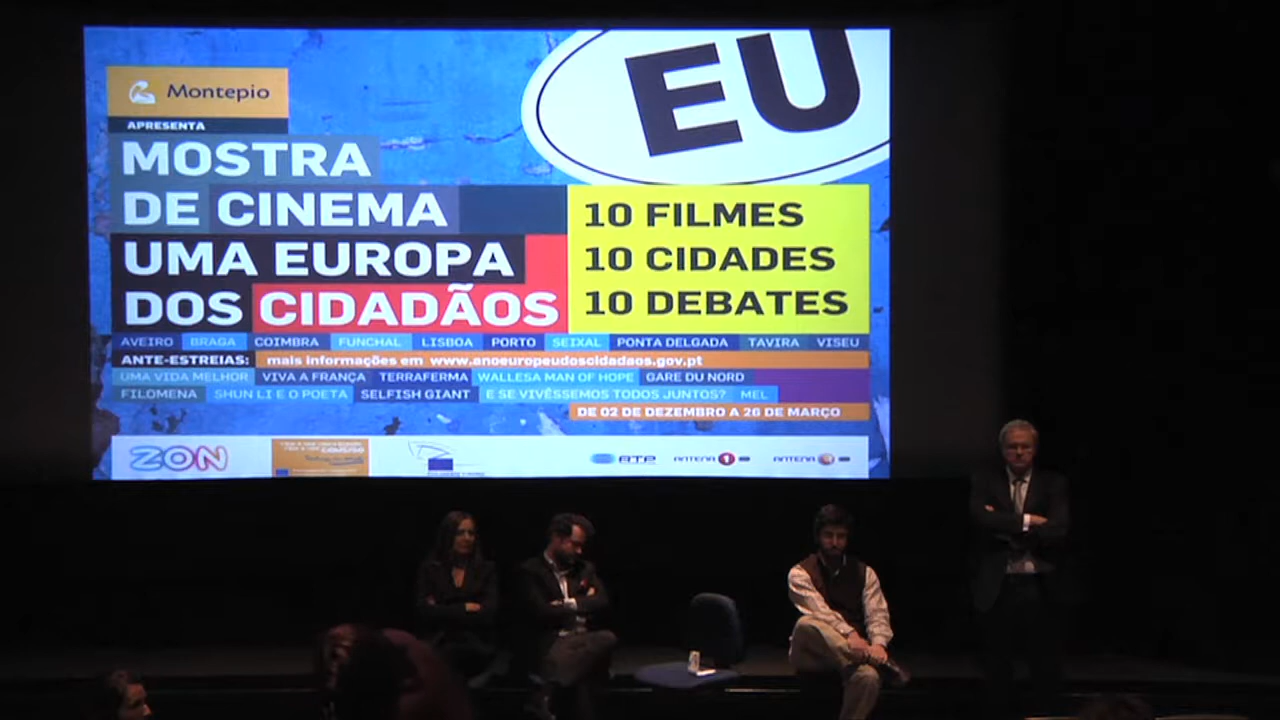 EU
Montepio
APRESENTA
MOSTRA
DE CINEMA
UMA EUROPA
DOS CIDADÃOS
10 FILMES
10 CIDADES
10 DEBATES
AVEIRO BRAGA COIMBRA FUNCHAL LISBOA PORTO SEIXAL PONTA DELGADA TAVIRA VISEU
ANTE-ESTREIAS: mais informações em www.anoeuropeudoscidadaos.gov.pt
UMA VIDA MELHOR VIVA A FRANÇA TERRAFERMA WALLESA MAN OF HOPE GARE DU NORD
FILOMENA SHUN LI E O POETA SELFISH GIANT E SE VIVÊSSEMOS TODOS JUNTOS? MEL
DE 02 DE DEZEMBRO A 26 DE MARÇO
ZON RTP ANTENA 1 ANTENA